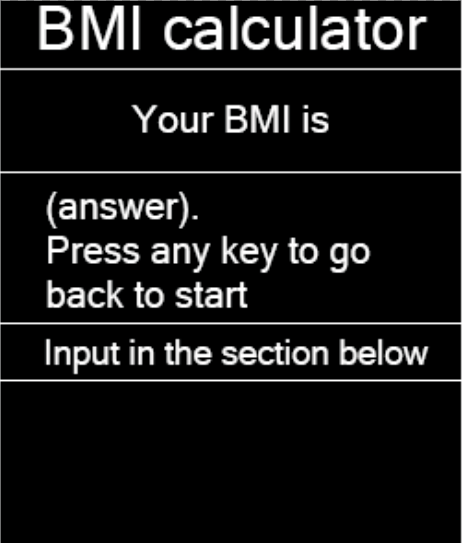 BMI calculator
Your BMI is
(answer).
Press any key to go
back to start
Input in the section below